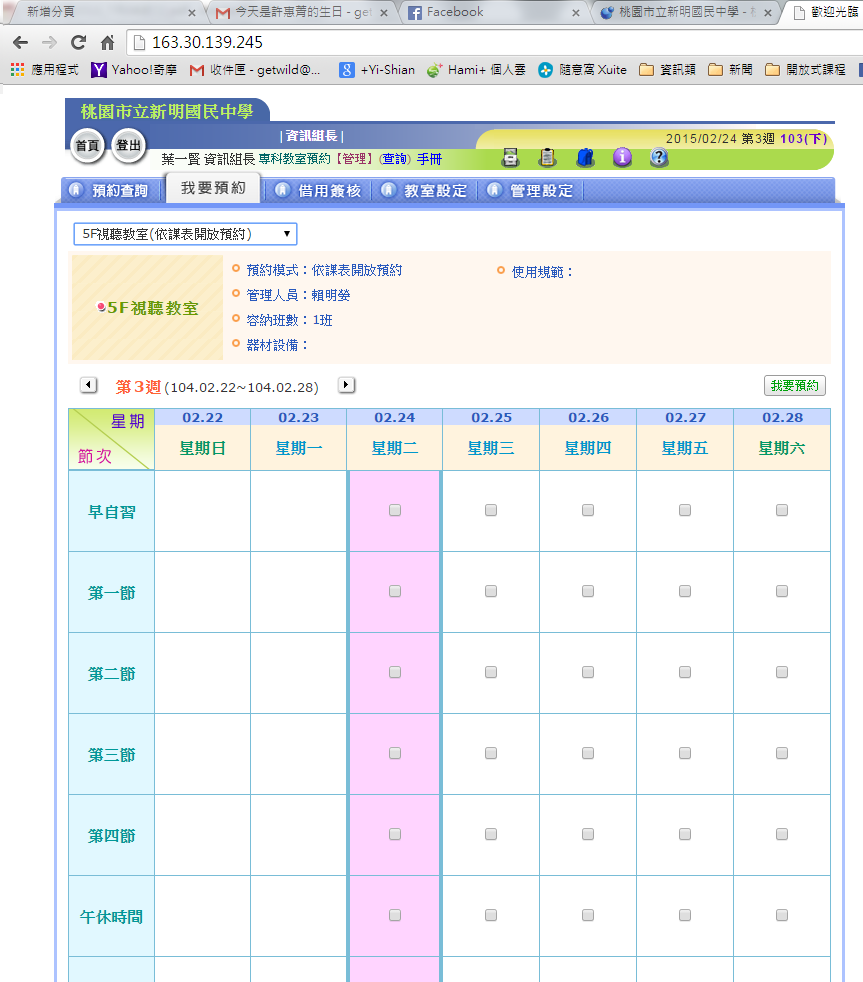 新增分頁
今天是許惠菁的生日 - get
Facebook
桃園市立新明國民中學 -
歡迎光臨
163.30.139.245
應用程式
Yahoo!奇摩
收件匣 - getwild@...
+Yi-Shian
Hami+ 個人雲
隨意窩 Xuite
資訊類
新聞
開放式課程
桃園市立新明國民中學
首頁
登出
| 資訊組長 |
2015/02/24 第3週 103(下)
葉一賢 資訊組長 專科教室預約【管理】(查詢) 手冊
預約查詢
我要預約
借用簽核
教室設定
管理設定
5F視聽教室(依課表開放預約)
5F視聽教室
預約模式：依課表開放預約
使用規範：
管理人員：賴明嫈
容納班數：1班
器材設備：
第3週(104.02.22~104.02.28)
我要預約
星期
節次
02.22 02.23 02.24 02.25 02.26 02.27 02.28
星期日 星期一 星期二 星期三 星期四 星期五 星期六
早自習
第一節
第二節
第三節
第四節
午休時間